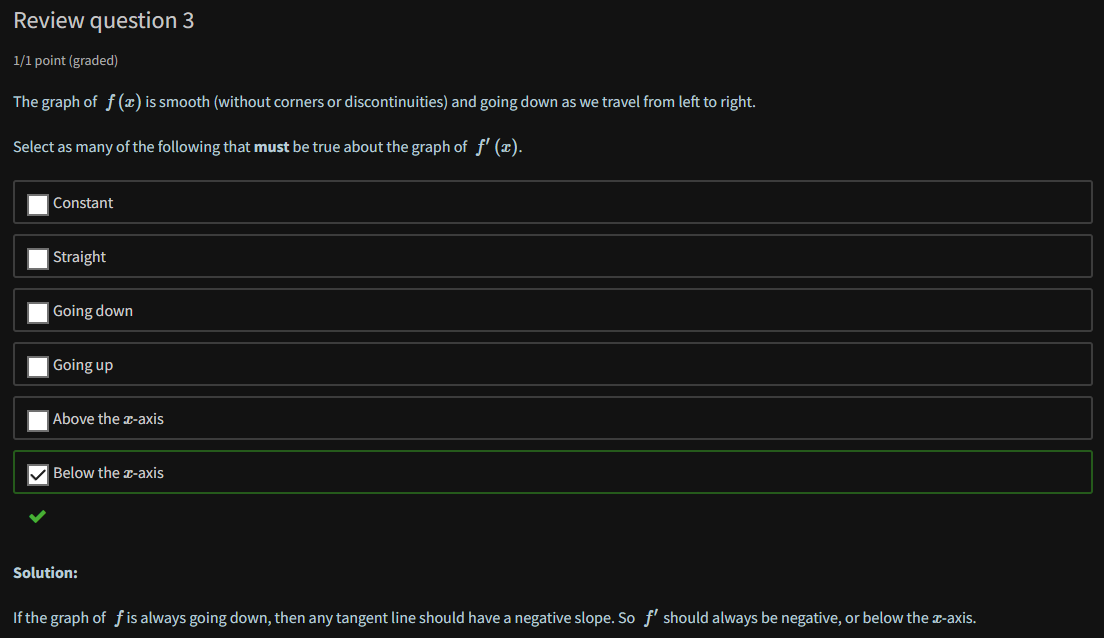 Review question 3
1/1 point (graded)
The graph of f (x) is smooth (without corners or discontinuities) and going down as we travel from left to right.
Select as many of the following that must be true about the graph of f′ (x).
Constant
Straight
Going down
Going up
Above the x-axis
Below the x-axis
Solution:
If the graph of f is always going down, then any tangent line should have a negative slope. So f′ should always be negative, or below the x-axis.